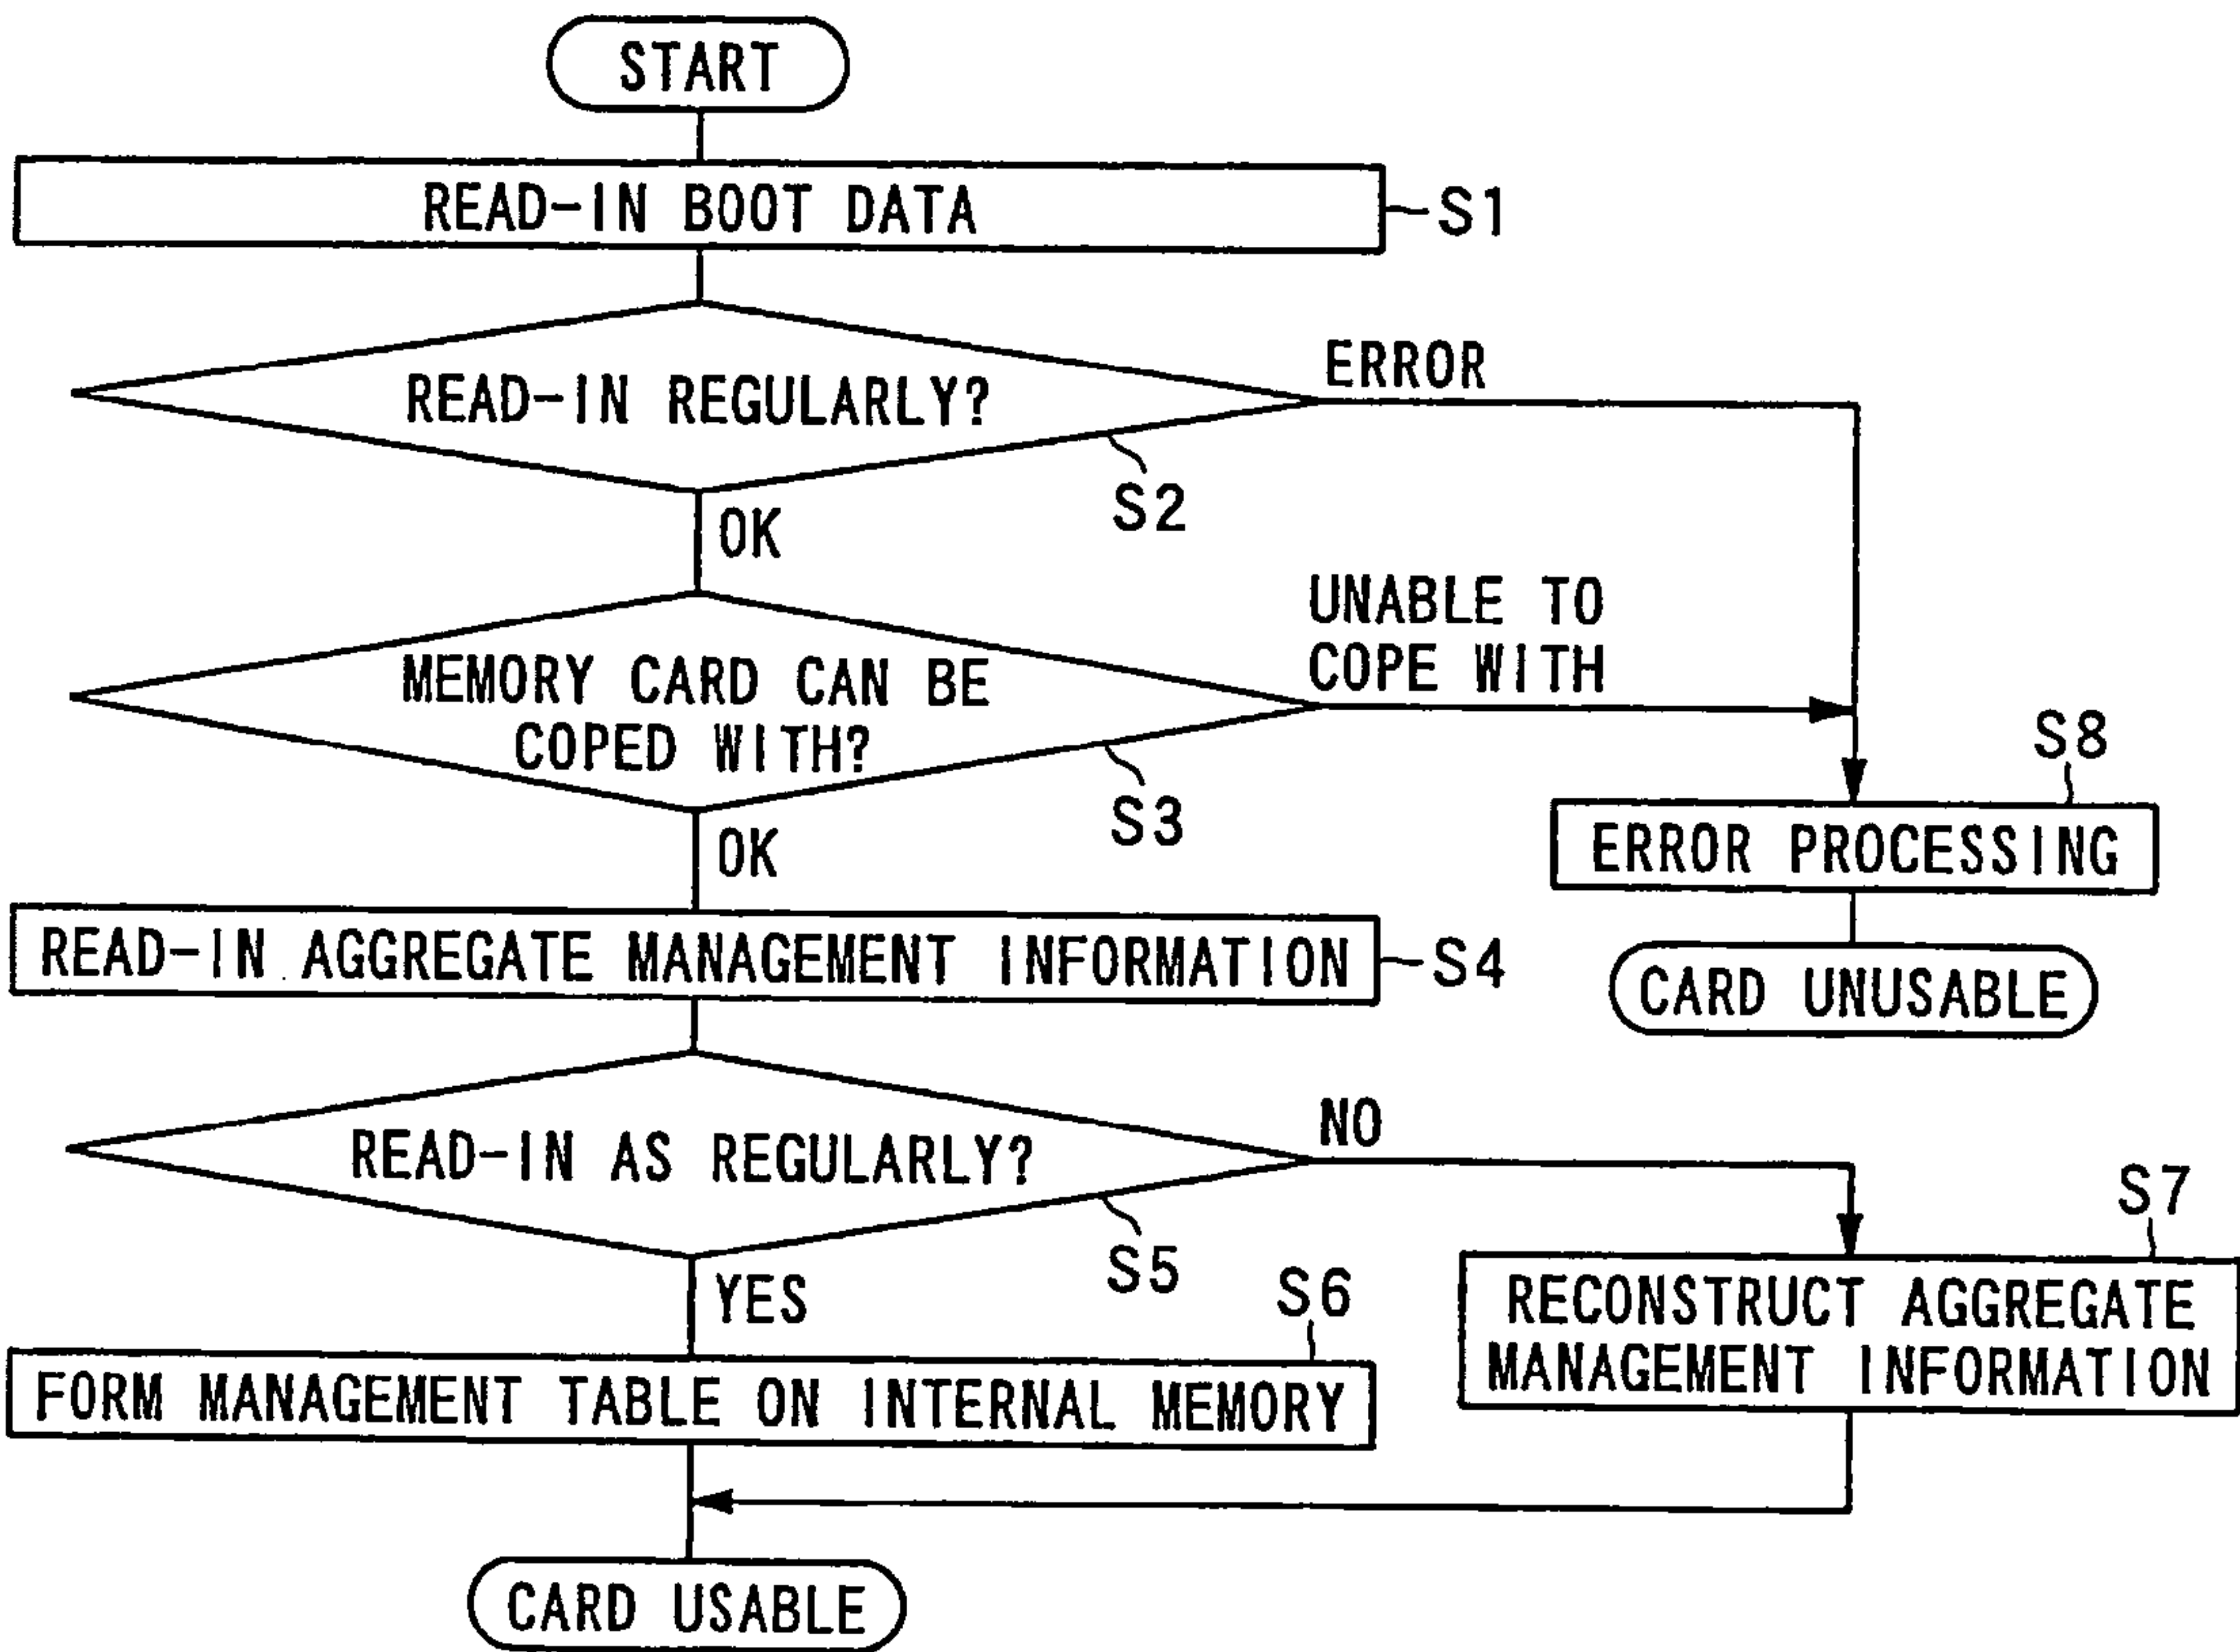 START
READ-IN BOOT DATA
S1
READ-IN REGULARLY?
ERROR
S2
OK
MEMORY CARD CAN BE
COPED WITH?
UNABLE TO
COPE WITH
S3
OK
S8
ERROR PROCESSING
CARD UNUSABLE
READ-IN AGGREGATE MANAGEMENT INFORMATION
S4
READ-IN AS REGULARLY?
NO
S5
YES
S7
RECONSTRUCT AGGREGATE
MANAGEMENT INFORMATION
S6
FORM MANAGEMENT TABLE ON INTERNAL MEMORY
CARD USABLE